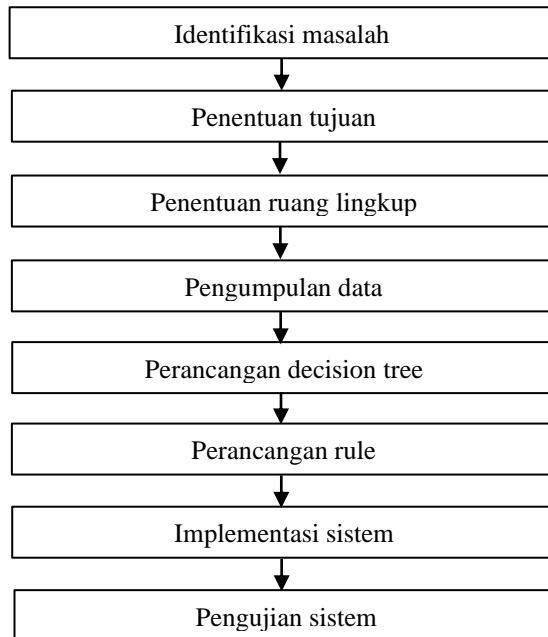 Identifikasi masalah
Penentuan tujuan
Penentuan ruang lingkup
Pengumpulan data
Perancangan decision tree
Perancangan rule
Implementasi sistem
Pengujian sistem